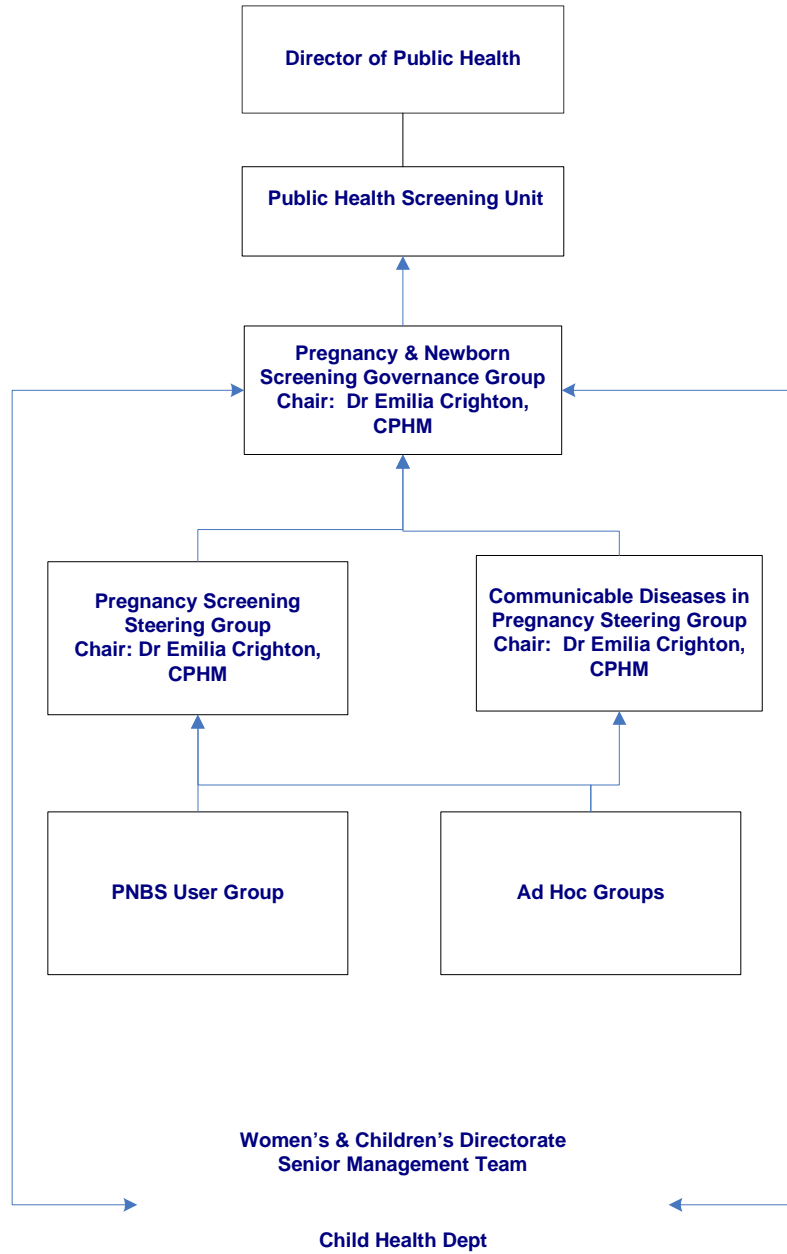 Director of Public Health
Public Health Screening Unit
Pregnancy & Newborn
Screening Governance Group
Chair:  Dr Emilia Crighton,
CPHM
Pregnancy Screening
Steering Group
Chair: Dr Emilia Crighton,
CPHM
Communicable Diseases in
Pregnancy Steering Group
Chair:  Dr Emilia Crighton,
CPHM
PNBS User Group
Ad Hoc Groups
Women’s & Children’s Directorate
Senior Management Team
Child Health Dept